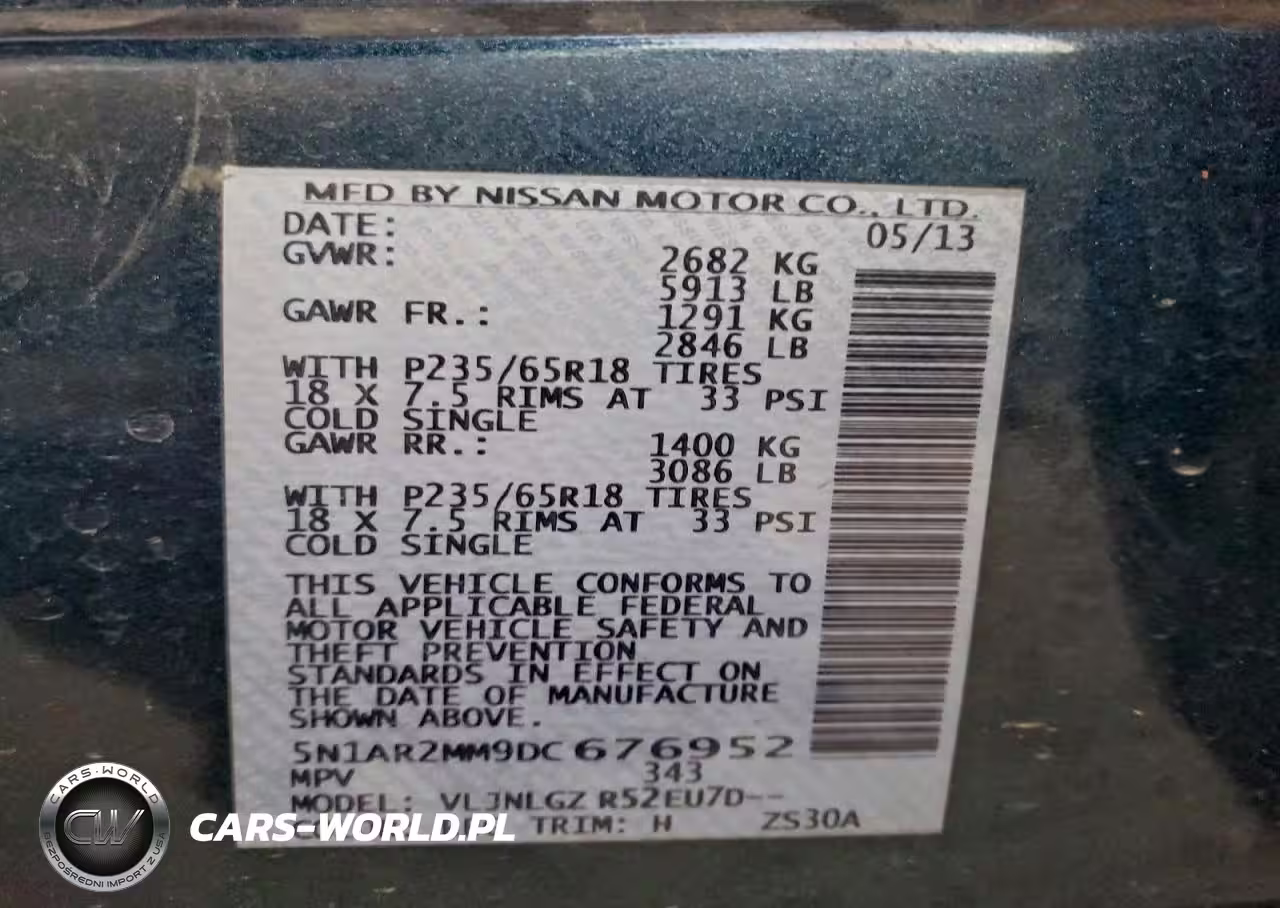 MFD BY NISSAN MOTOR CO., LTD.
DATE: 05/13
GVWR: 2682 KG
5913 LB
GAWR FR.: 1291 KG
2846 LB
WITH P235/65R18 TIRES
18 X 7.5 RIMS AT 33 PSI
COLD SINGLE
GAWR RR.: 1400 KG
3086 LB
WITH P235/65R18 TIRES
18 X 7.5 RIMS AT 33 PSI
COLD SINGLE
THIS VEHICLE CONFORMS TO
ALL APPLICABLE FEDERAL
MOTOR VEHICLE SAFETY AND
THEFT PREVENTION
STANDARDS IN EFFECT ON
THE DATE OF MANUFACTURE
SHOWN ABOVE.
5N1AR2MM9DC676952
MPV 343
MODEL: VLJNLGZ R52EU7D--
TRIM: H ZS30A
CARS-WORLD
CW
BEZPOŚREDNI IMPORT Z USA
CARS-WORLD.PL